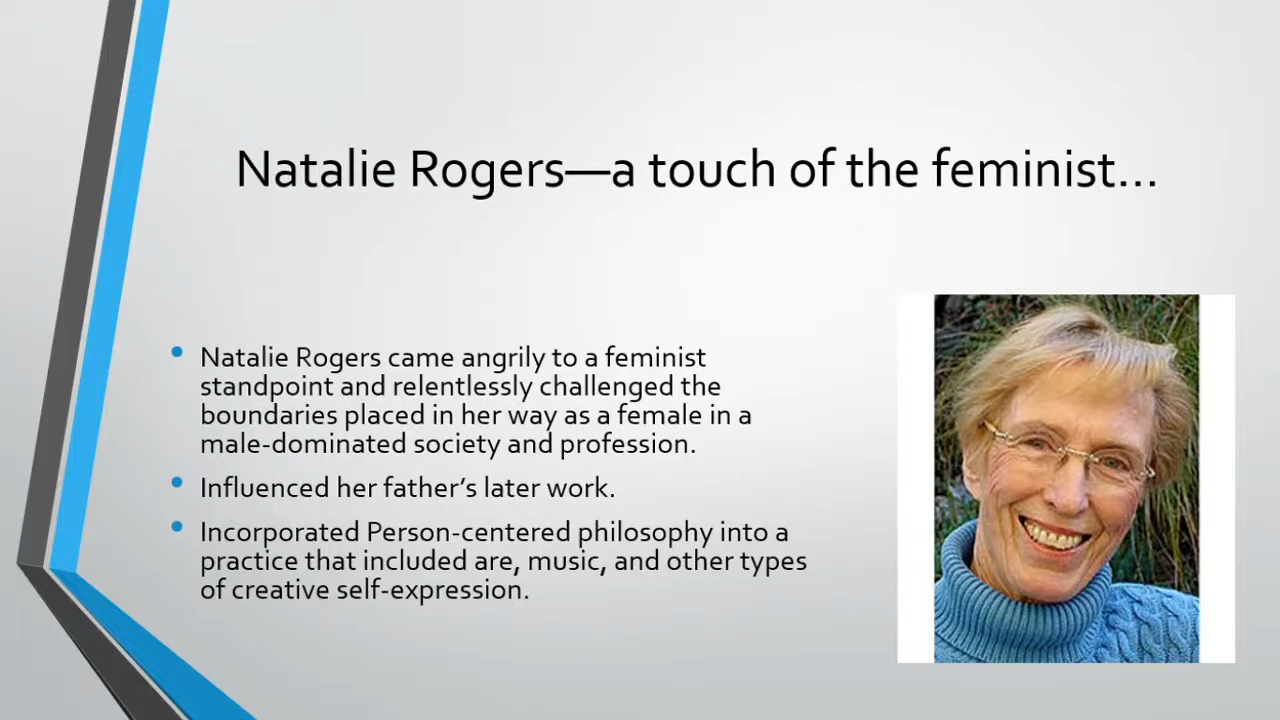 Natalie Rogers—a touch of the feminist...
• Natalie Rogers came angrily to a feminist
standpoint and relentlessly challenged the
boundaries placed in her way as a female in a
male-dominated society and profession.
• Influenced her father’s later work.
• Incorporated Person-centered philosophy into a
practice that included are, music, and other types
of creative self-expression.